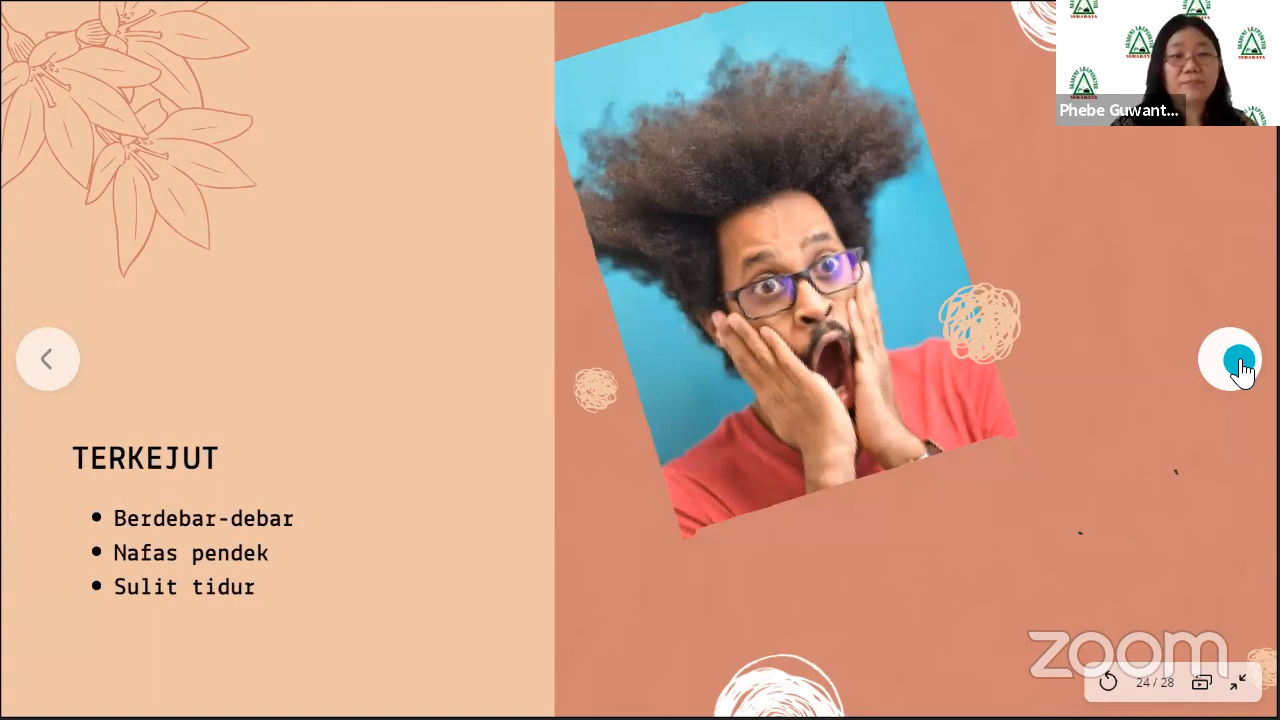 Phebe Guwant...
TERKEJUT
Berdebar-debar
Nafas pendek
Sulit tidur
zoom
24 / 28